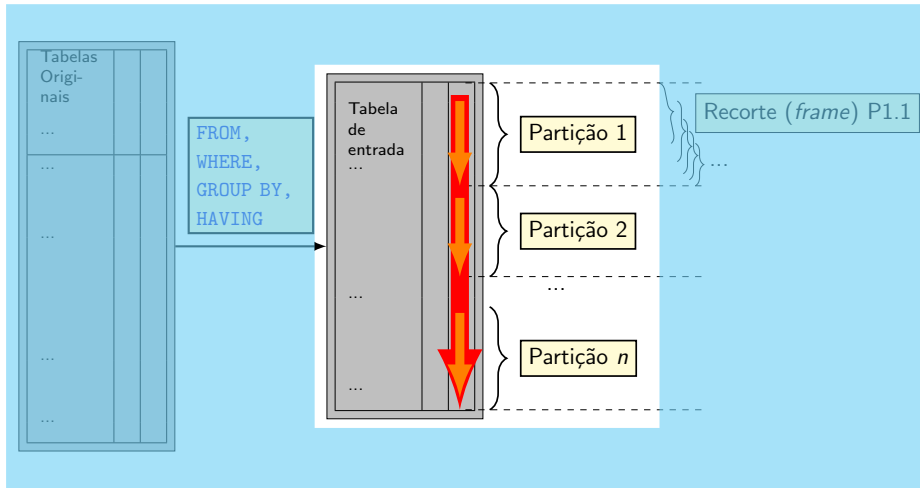 Tabelas
Origi-
nais
...
...
...
...
...
FROM,
WHERE,
GROUP BY,
HAVING
Tabela
de
entrada
...
...
...
Partição 1
Partição 2
...
Partição n
Recorte (frame) P1.1
...